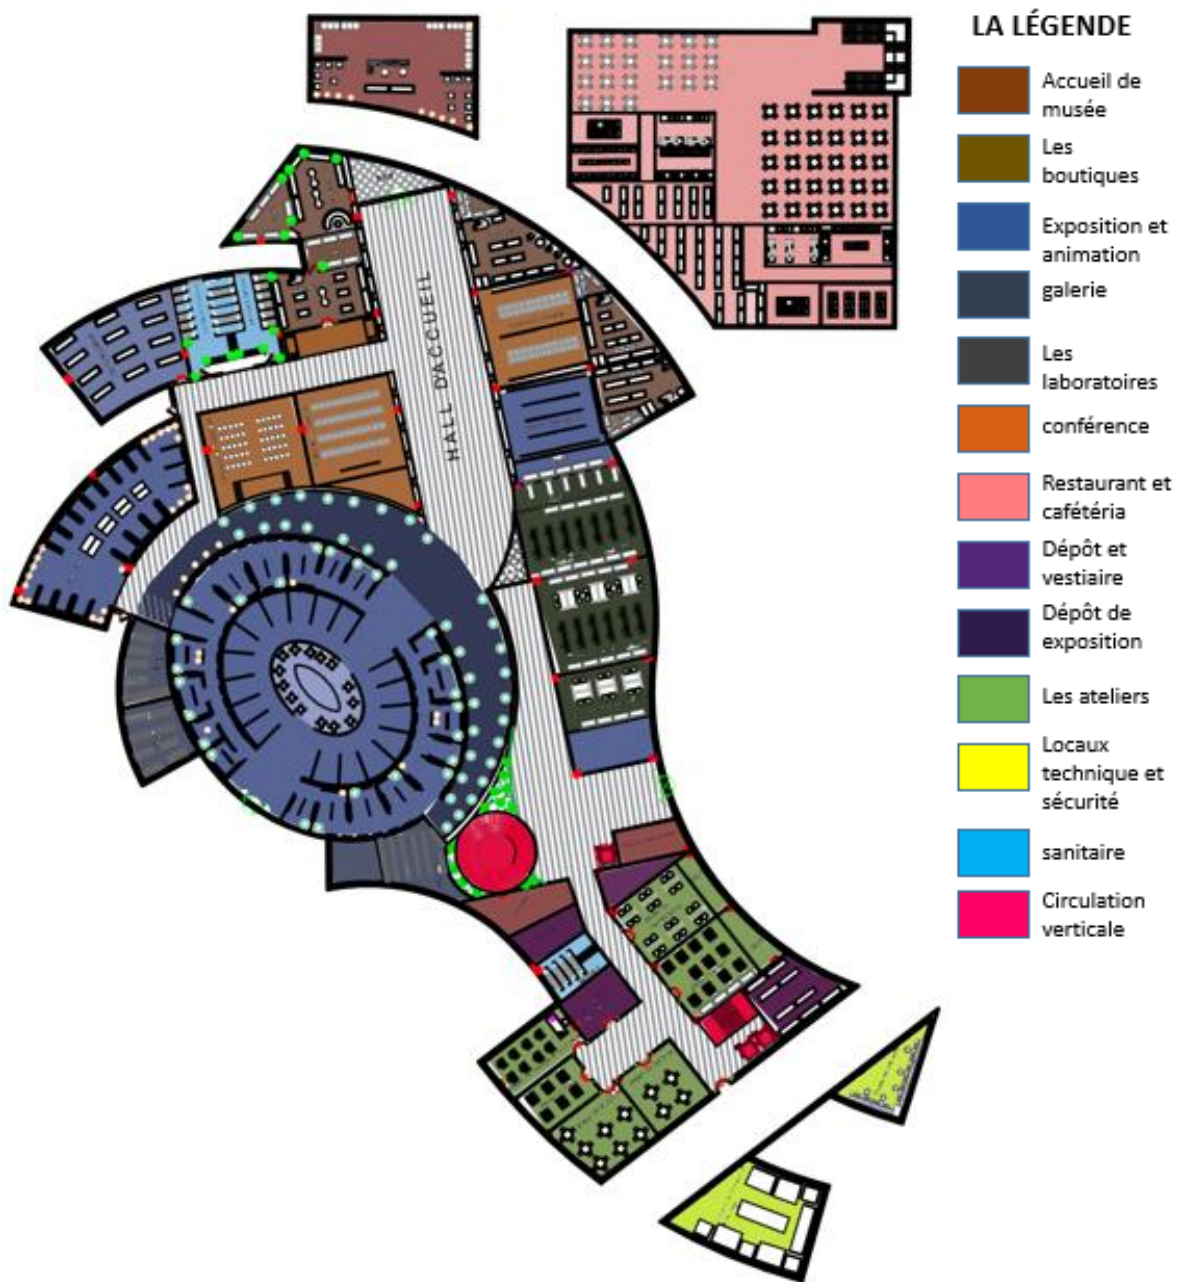 LA LÉGENDE
Accueil de
musée
Les
boutiques
Exposition et
animation
galerie
Les
laboratoires
conférence
Restaurant et
cafétéria
Dépôt et
vestiaire
Dépôt de
exposition
Les ateliers
Locaux
technique et
sécurité
sanitaire
Circulation
verticale
HALL D'ACCUEIL